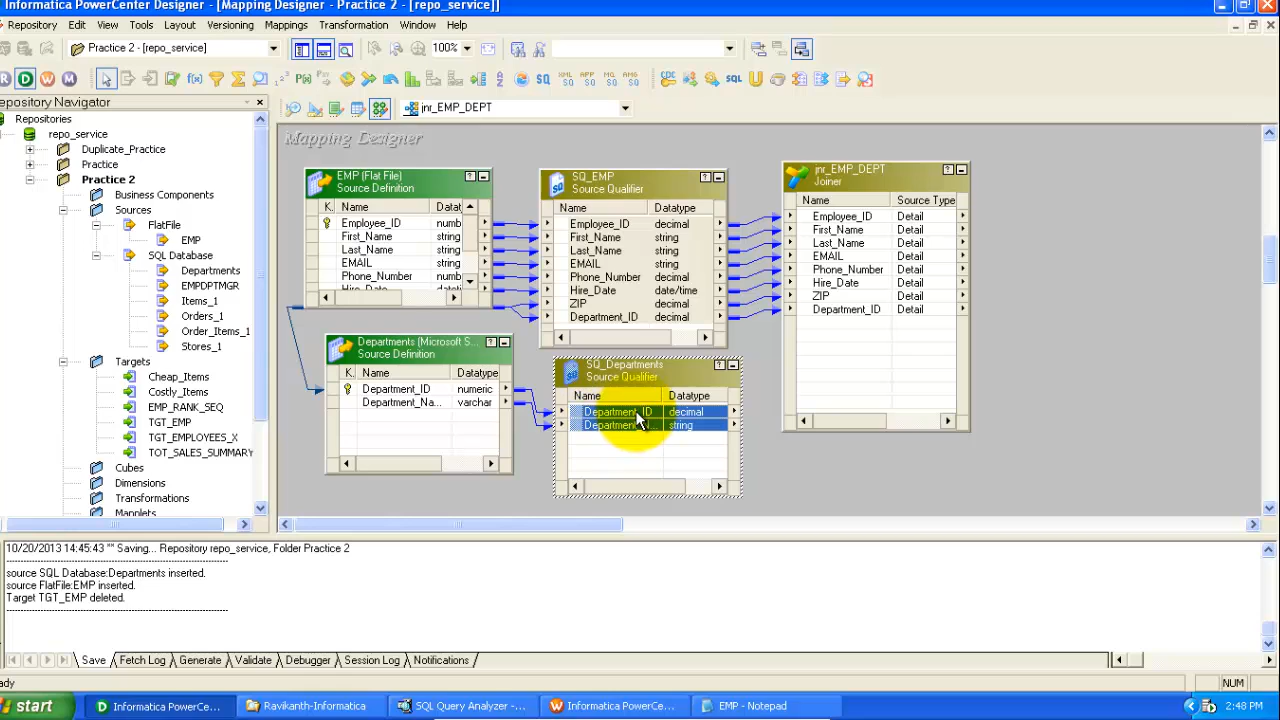 Informatica PowerCenter Designer - [Mapping Designer - Practice 2 - [repo_service]]
Repository Edit View Tools Layout Versioning Mappings Transformation Window Help
Practice 2 - [repo_service] 100%
jnr_EMP_DEPT
epository Navigator
Repositories
repo_service
Duplicate_Practice
Practice
Practice 2
Business Components
Sources
FlatFile
EMP
SQL Database
Departments
EMPDPTMGR
Items_1
Orders_1
Order_Items_1
Stores_1
Targets
Cheap_Items
Costly_Items
EMP_RANK_SEQ
TGT_EMP
TGT_EMPLOYEES_X
TOT_SALES_SUMMARY
Cubes
Dimensions
Transformations
Mapplets
Mapping Designer
EMP (Flat File)
Source Definition
K. Name Datat
Employee_ID numb
First_Name string
Last_Name string
EMAIL string
Phone_Number numb
Hire_Date
SQ_EMP
Source Qualifier
Name Datatype
Employee_ID decimal
First_Name string
Last_Name string
EMAIL string
Phone_Number decimal
Hire_Date date/time
ZIP decimal
Department_ID decimal
jnr_EMP_DEPT
Joiner
Name Source Type
Employee_ID Detail
First_Name Detail
Last_Name Detail
EMAIL Detail
Phone_Number Detail
Hire_Date Detail
ZIP Detail
Department_ID Detail
Departments (Microsoft S...
Source Definition
K. Name Datatype
Department_ID numeric
Department_Na... varchar
SQ_Departments
Source Qualifier
Name Datatype
Department_ID decimal
Department_N... string
10/20/2013 14:45:43 ** Saving... Repository repo_service, Folder Practice 2
source SQL Database:Departments inserted.
source FlatFile:EMP inserted.
Target TGT_EMP deleted.
Save Fetch Log Generate Validate Debugger Session Log Notifications
ady NUM
start Informatica PowerCe... Ravikanth-Informatica SQL Query Analyzer -... Informatica PowerCe... EMP - Notepad 2:48 PM